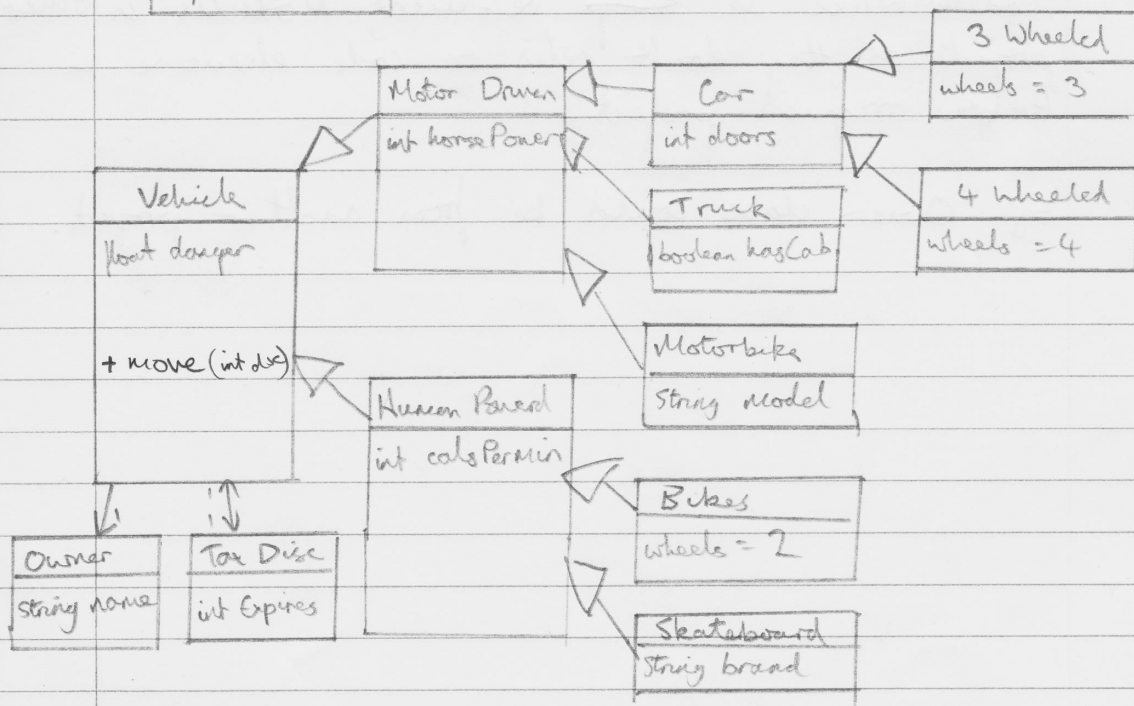 3 Wheeled
wheels = 3
Motor Driven
int horsePower
Car
int doors
4 wheeled
wheels = 4
Truck
boolean hasCab
Vehicle
float danger
+ move (int dx)
Motorbike
String Model
Human Powerd
int calsPerMin
Bikes
wheels = 2
Owner
String name
Tax Disc
int Expires
Skateboard
String brand